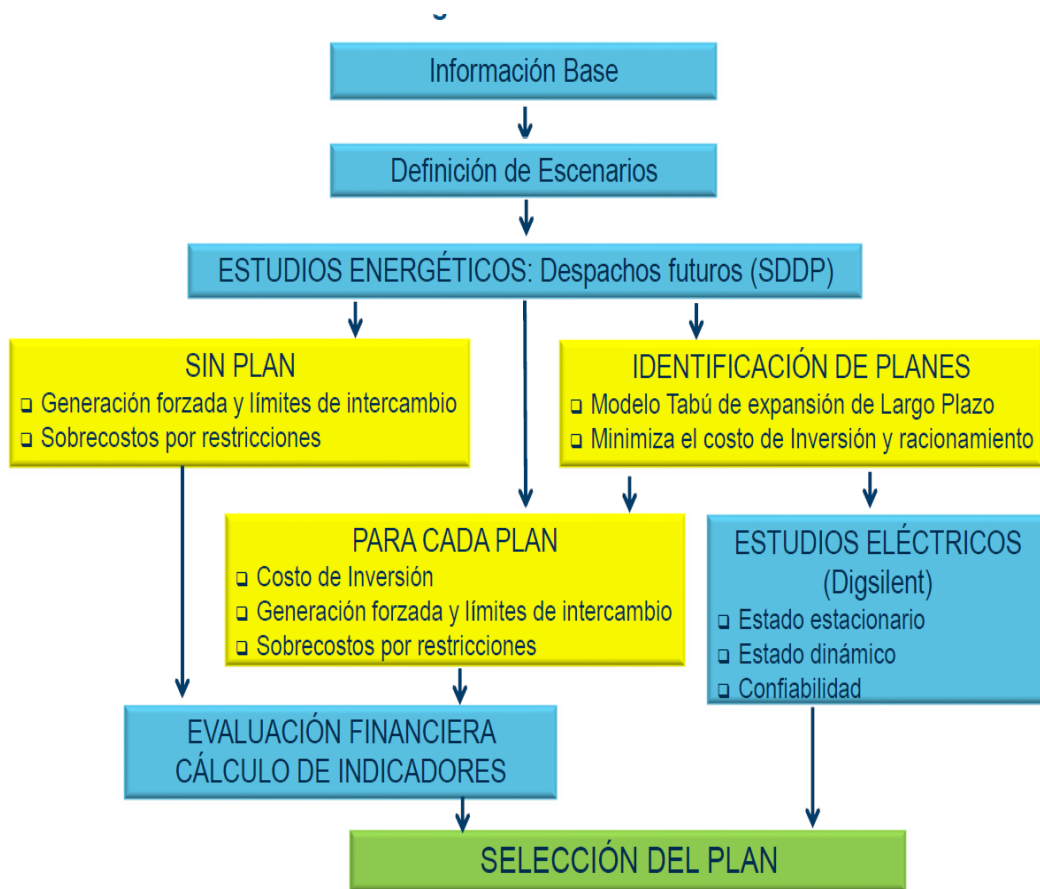 Información Base
Definición de Escenarios
ESTUDIOS ENERGÉTICOS: Despachos futuros (SDDP)
SIN PLAN
Generación forzada y límites de intercambio
Sobrecostos por restricciones
IDENTIFICACIÓN DE PLANES
Modelo Tabú de expansión de Largo Plazo
Minimiza el costo de Inversión y racionamiento
PARA CADA PLAN
Costo de Inversión
Generación forzada y límites de intercambio
Sobrecostos por restricciones
ESTUDIOS ELÉCTRICOS
(Digsilent)
Estado estacionario
Estado dinámico
Confiabilidad
EVALUACIÓN FINANCIERA
CÁLCULO DE INDICADORES
SELECCIÓN DEL PLAN